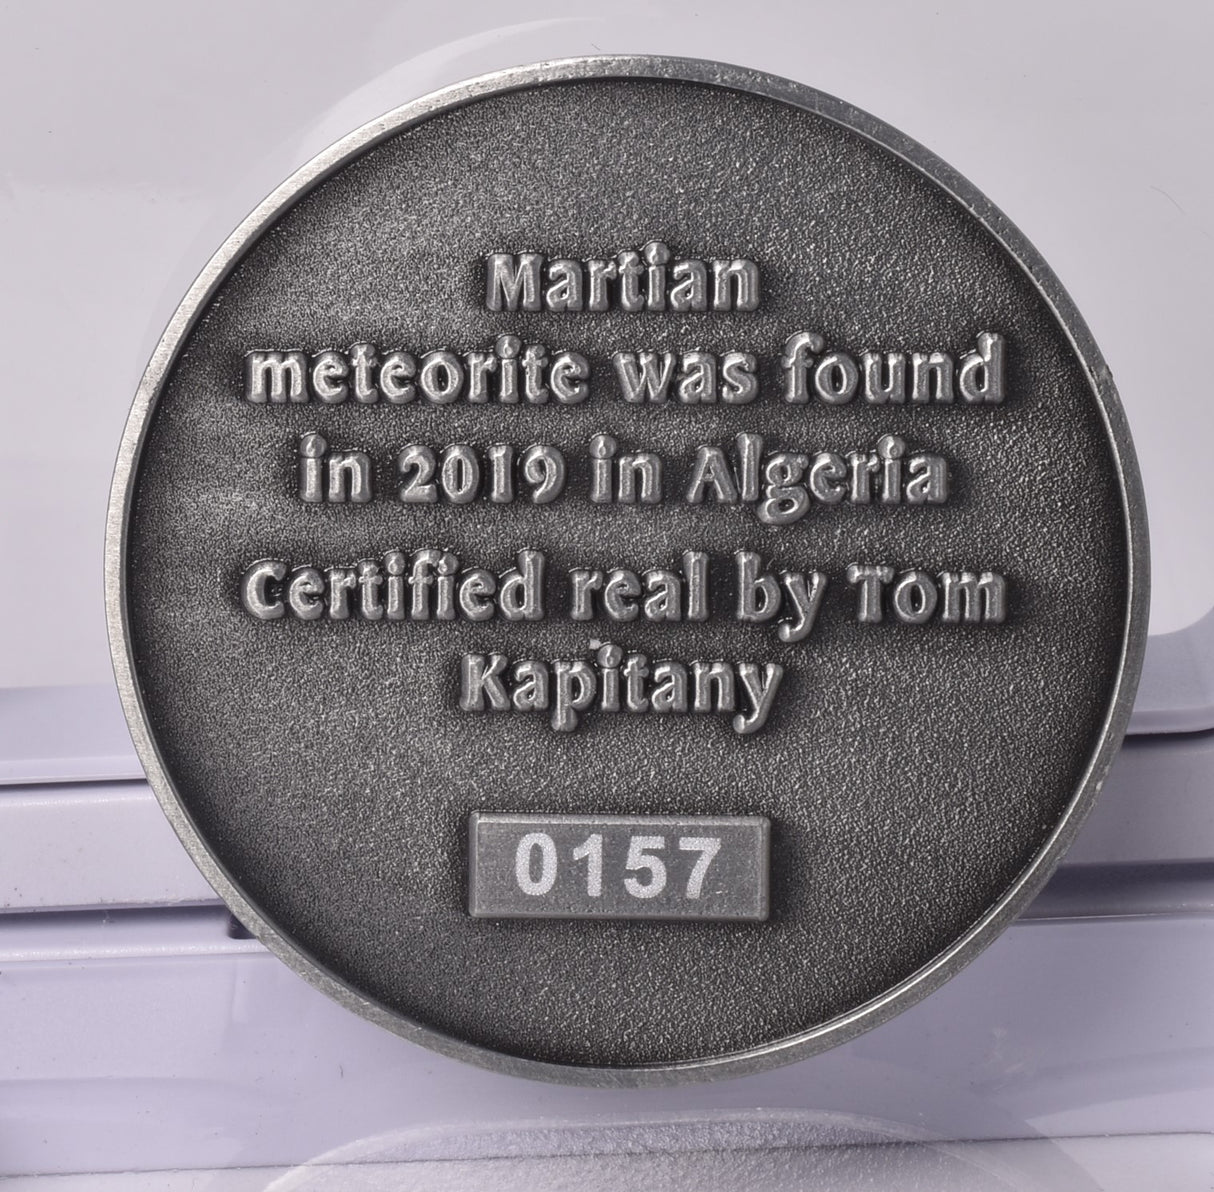 Martian
meteorite was found
in 2019 in Algeria
Certified real by Tom
Kapitany
0157